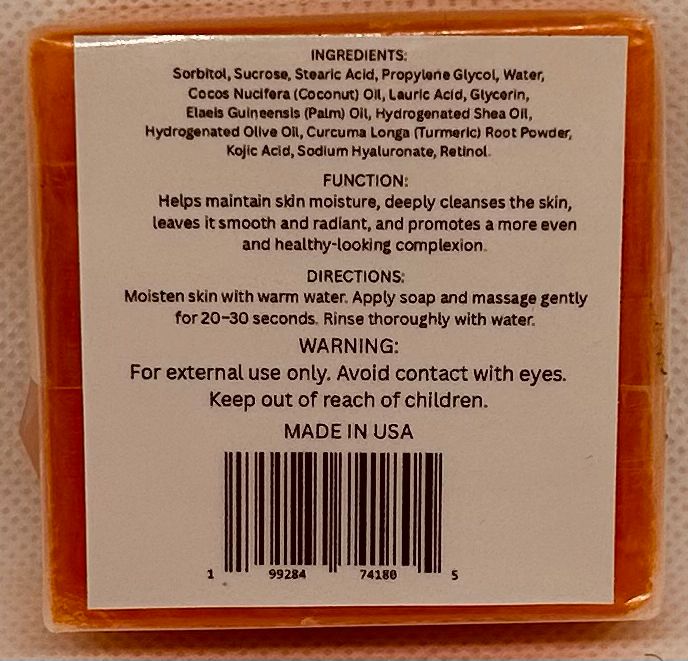 INGREDIENTS:
Sorbitol, Sucrose, Stearic Acid, Propylene Glycol, Water,
Cocos Nucifera (Coconut) Oil, Lauric Acid, Glycerin,
Elaeis Guineensis (Palm) Oil, Hydrogenated Shea Oil,
Hydrogenated Olive Oil, Curcuma Longa (Turmeric) Root Powder,
Kojic Acid, Sodium Hyaluronate, Retinol.
FUNCTION:
Helps maintain skin moisture, deeply cleanses the skin,
leaves it smooth and radiant, and promotes a more even
and healthy-looking complexion.
DIRECTIONS:
Moisten skin with warm water. Apply soap and massage gently
for 20–30 seconds. Rinse thoroughly with water.
WARNING:
For external use only. Avoid contact with eyes.
Keep out of reach of children.
MADE IN USA
1 99284 74180 5